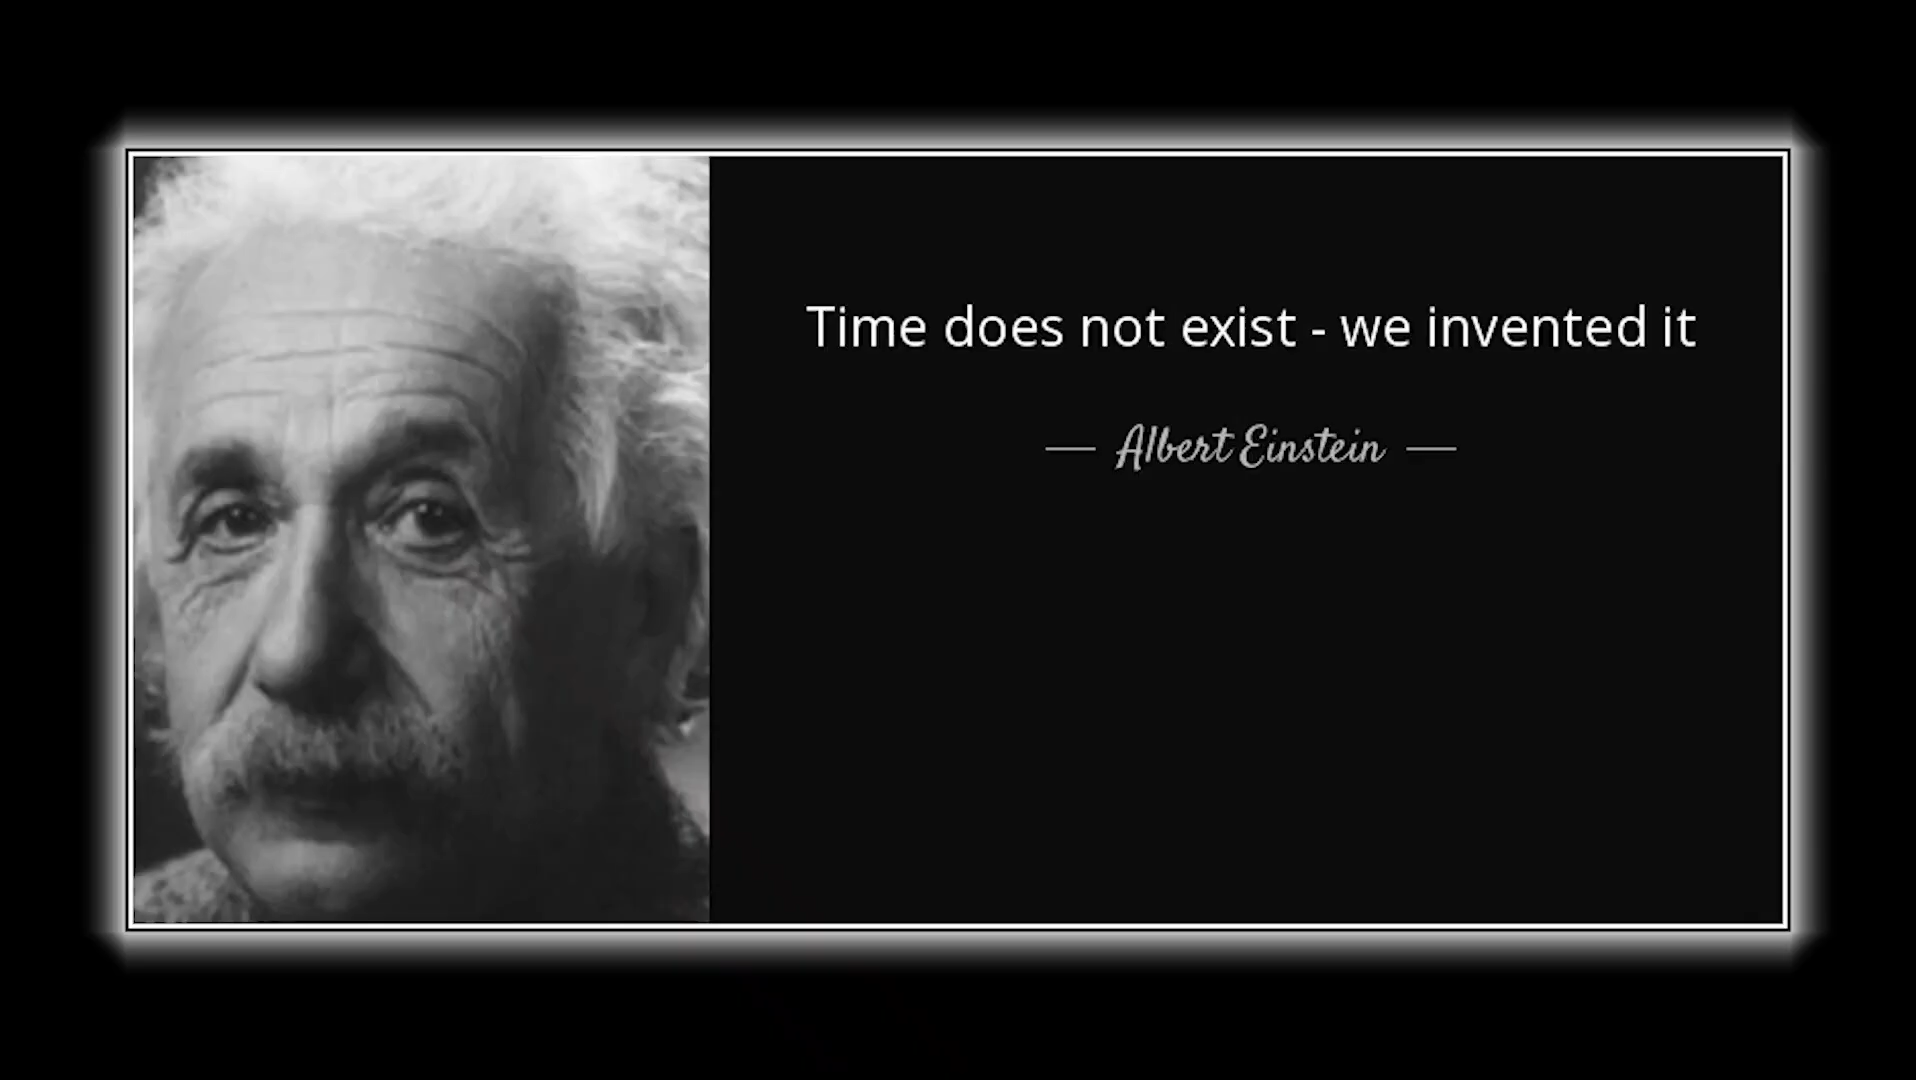 Time does not exist - we invented it
— Albert Einstein —